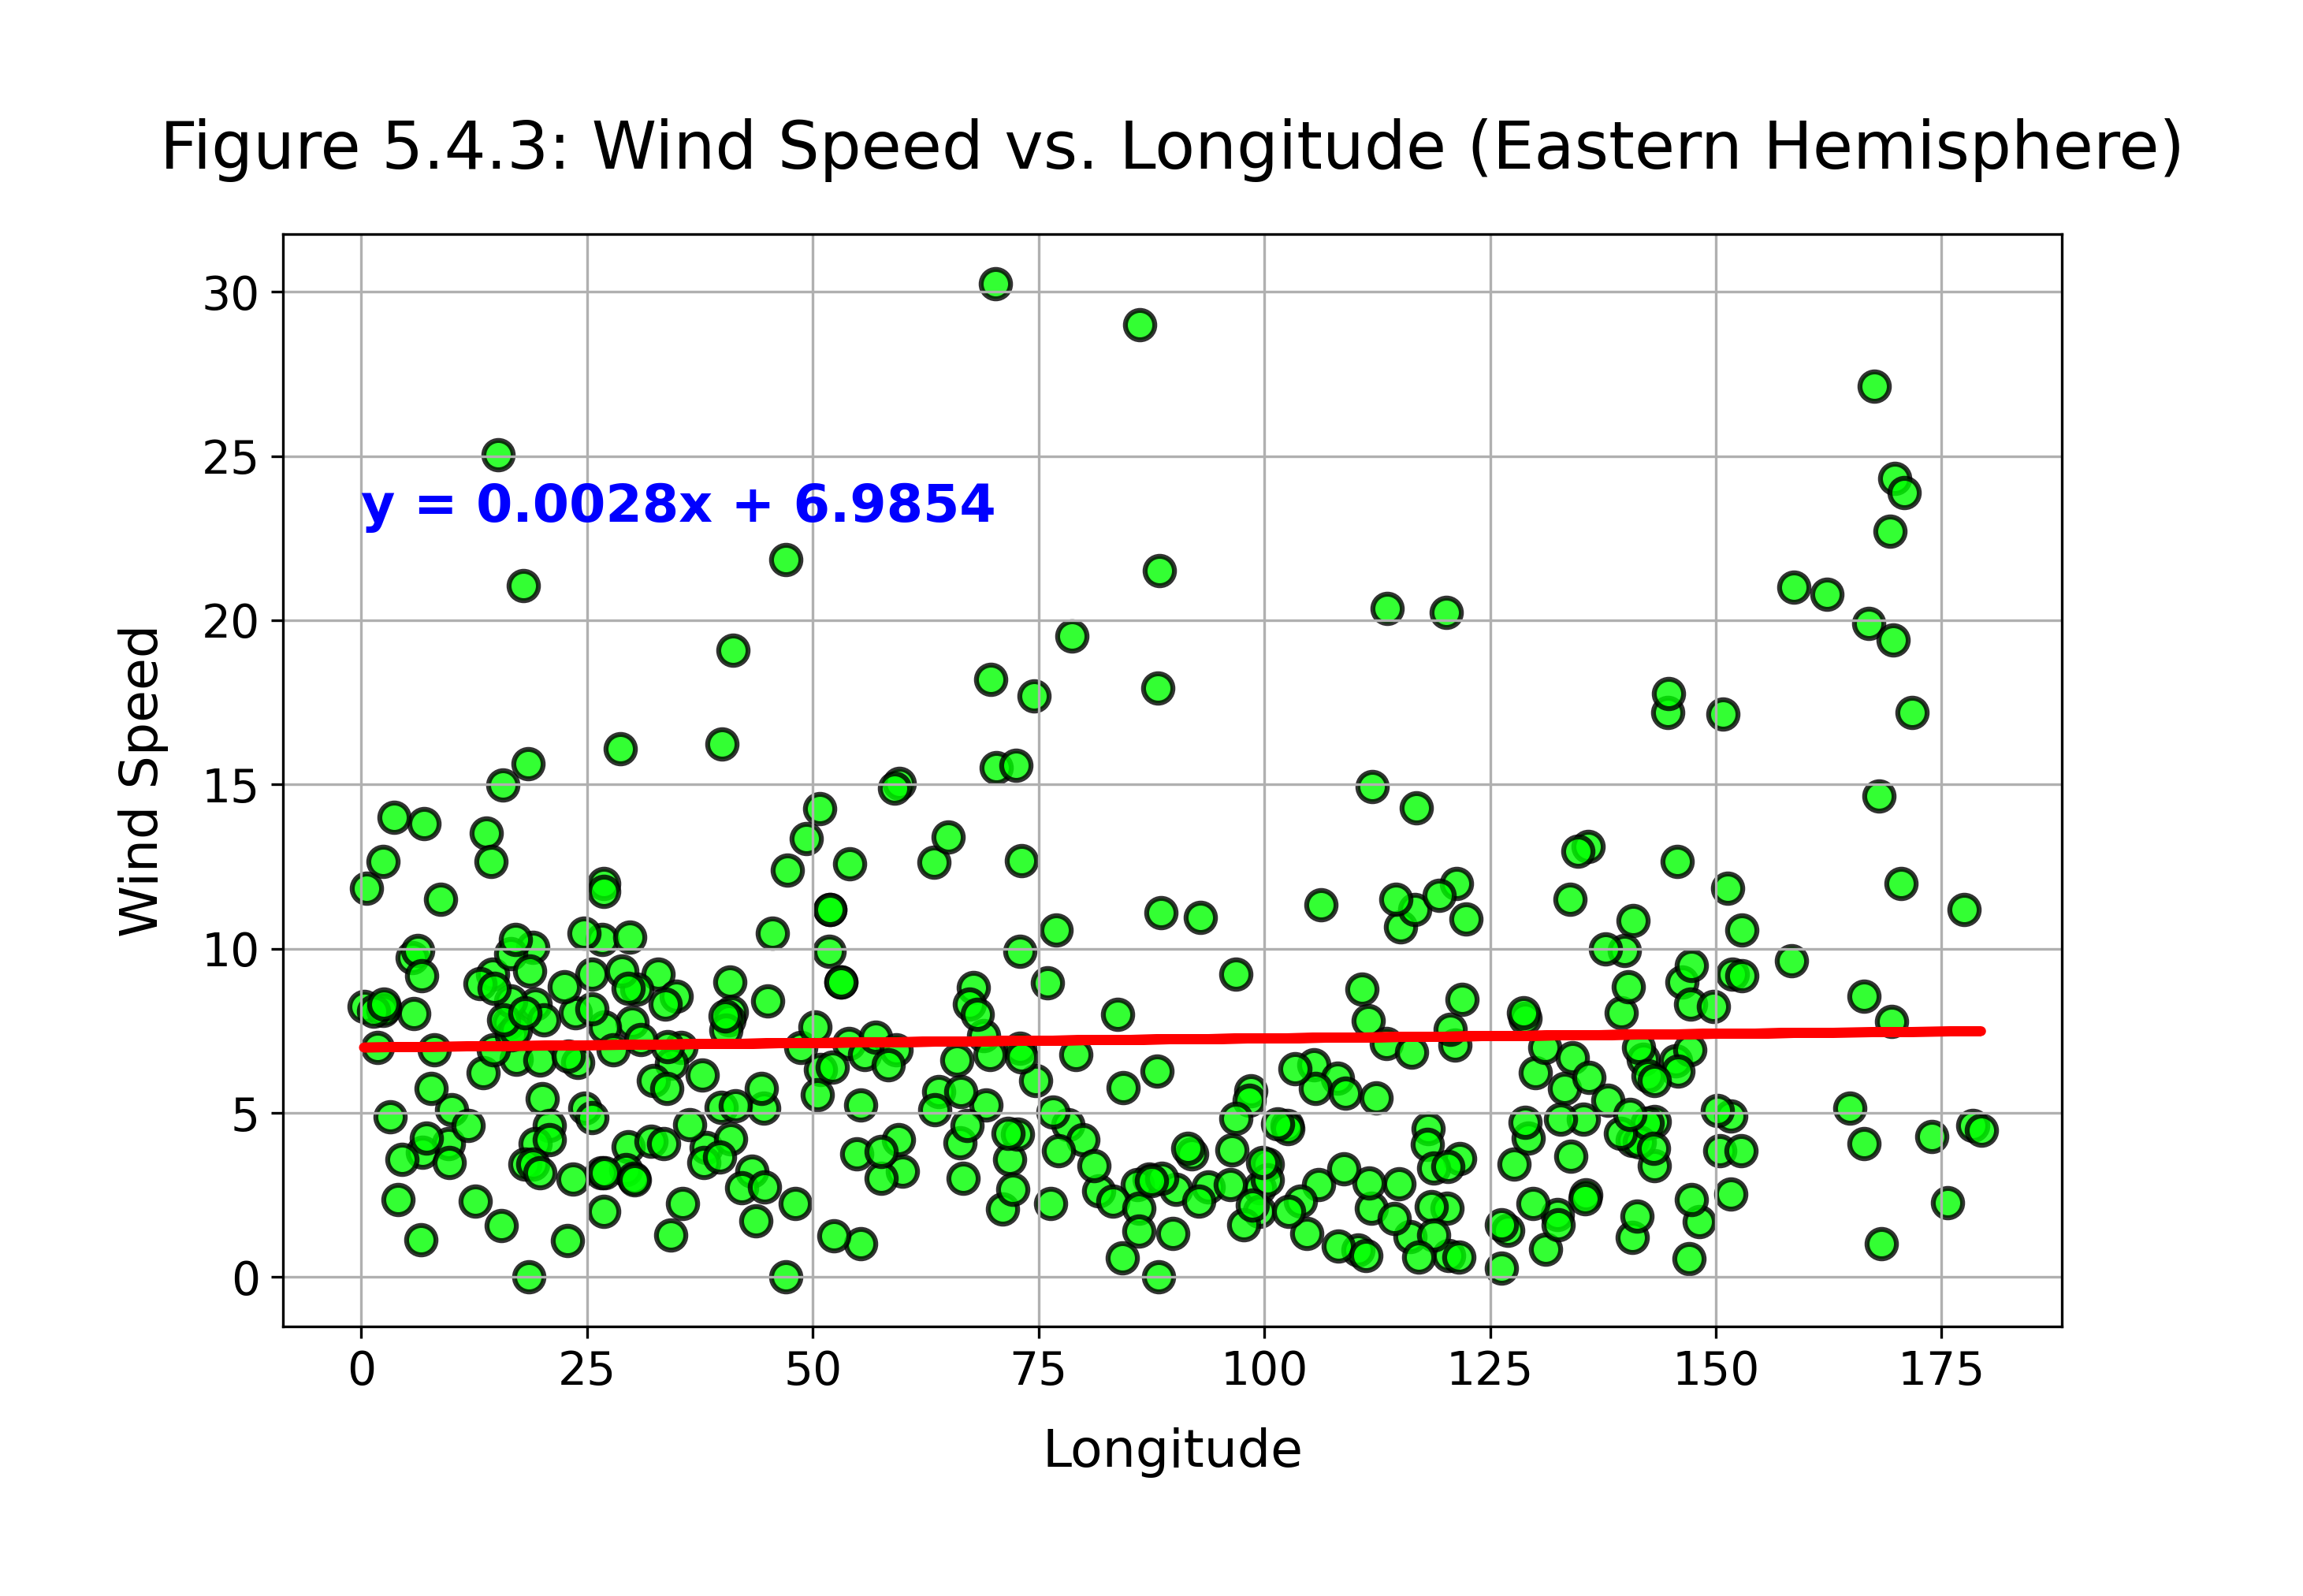 Figure 5.4.3: Wind Speed vs. Longitude (Eastern Hemisphere)
30
25
y = 0.0028x + 6.9854
20
Wind Speed
15
10
5
0
0 25 50 75 100 125 150 175
Longitude